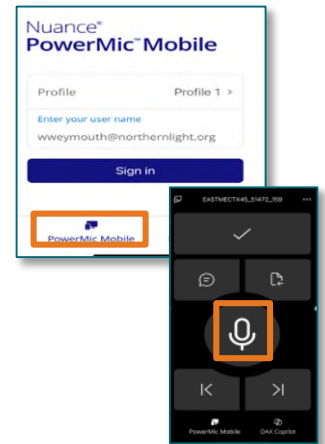 Nuance®
PowerMic™ Mobile
Profile Profile 1 >
Enter your user name
wweymouth@northernlight.org
Sign in
PowerMic Mobile
EASTMECTX45_51472_169 ...
PowerMic Mobile DAX Copilot